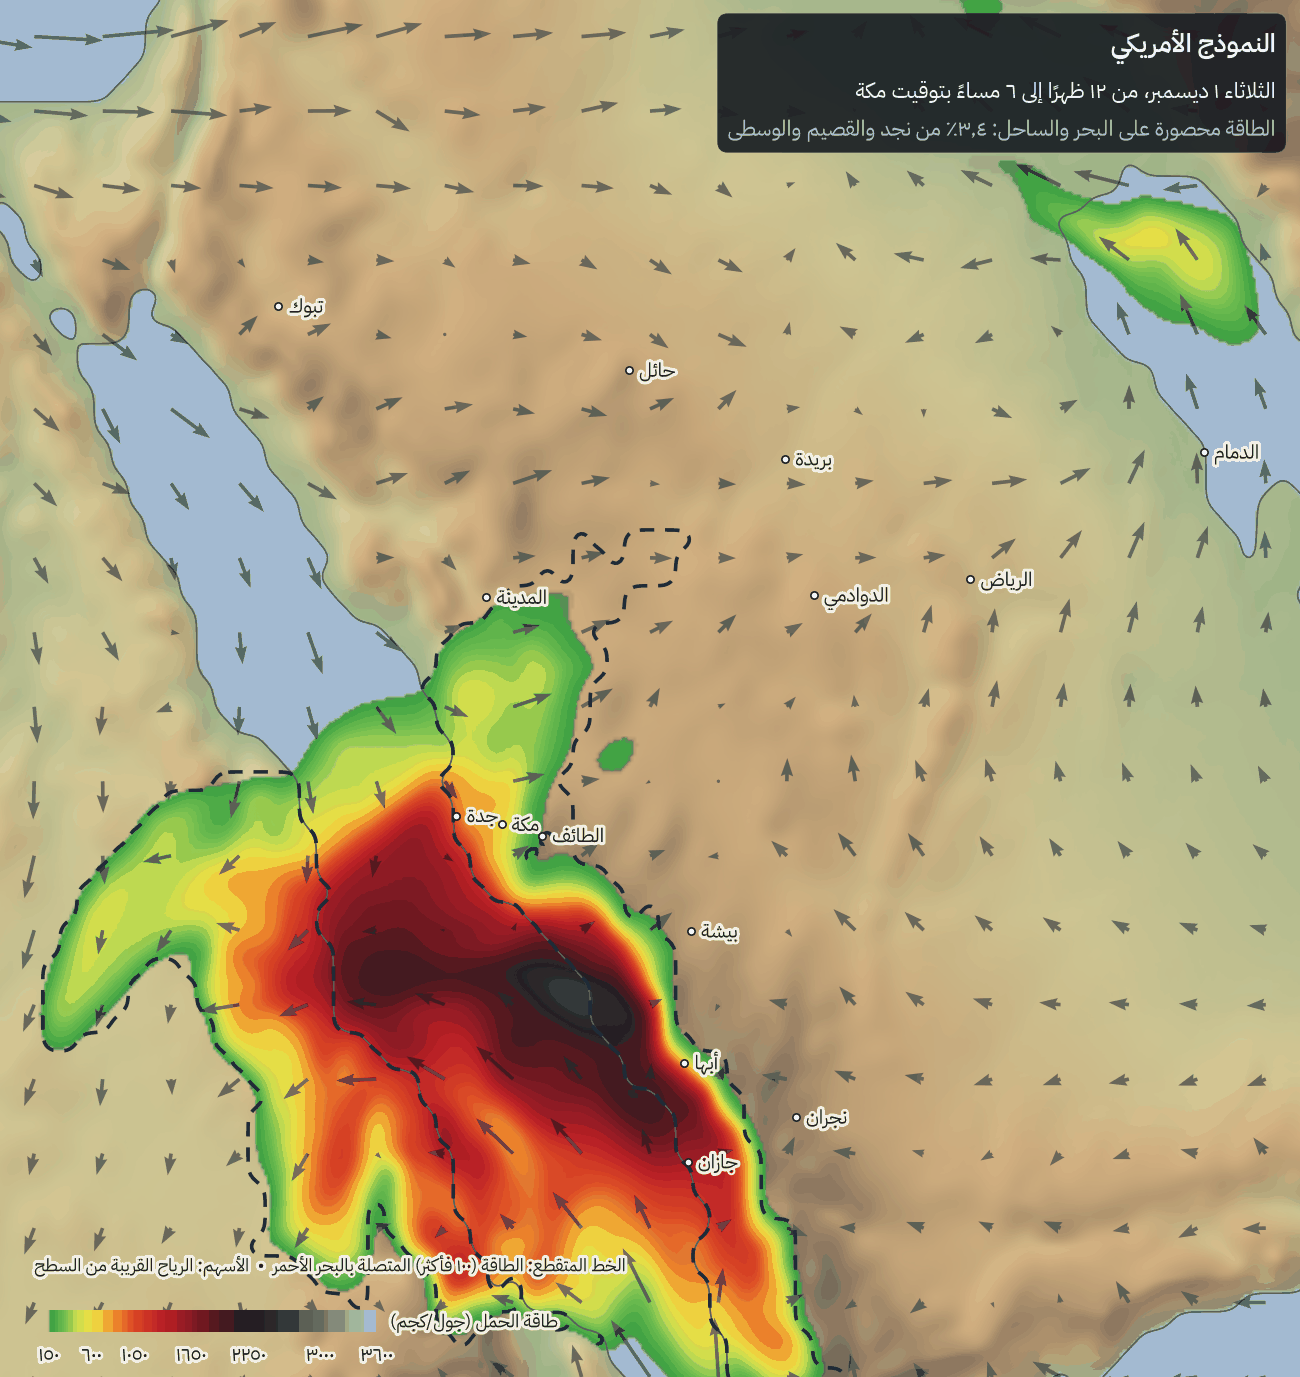 النموذج الأمريكي
الثلاثاء ١ ديسمبر، من ١٢ ظهرًا إلى ٦ مساءً بتوقيت مكة
الطاقة محصورة على البحر والساحل: ٣,٤٪ من نجد والقصيم والوسطى
تبوك
حائل
بريدة
الدمام
الرياض
الدوادمي
المدينة
جدة
مكة
الطائف
بيشة
أبها
نجران
جازان
الخط المتقطع: الطاقة (١٠ فأكثر) المتصلة بالبحر الأحمر • الأسهم: الرياح القريبة من السطح
طاقة الحمل (جول/كجم)
١٥٠ ٦٠٠ ١٠٥٠ ١٦٥٠ ٢٢٥٠ ٣٠٠٠ ٣٦٠٠